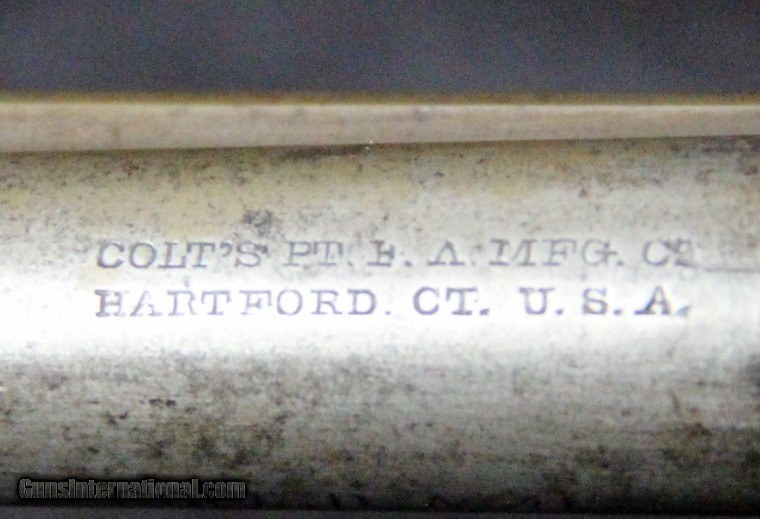 COLT'S PT. F. A. MFG. Co
HARTFORD. CT. U. S. A.
GunsInternational.com